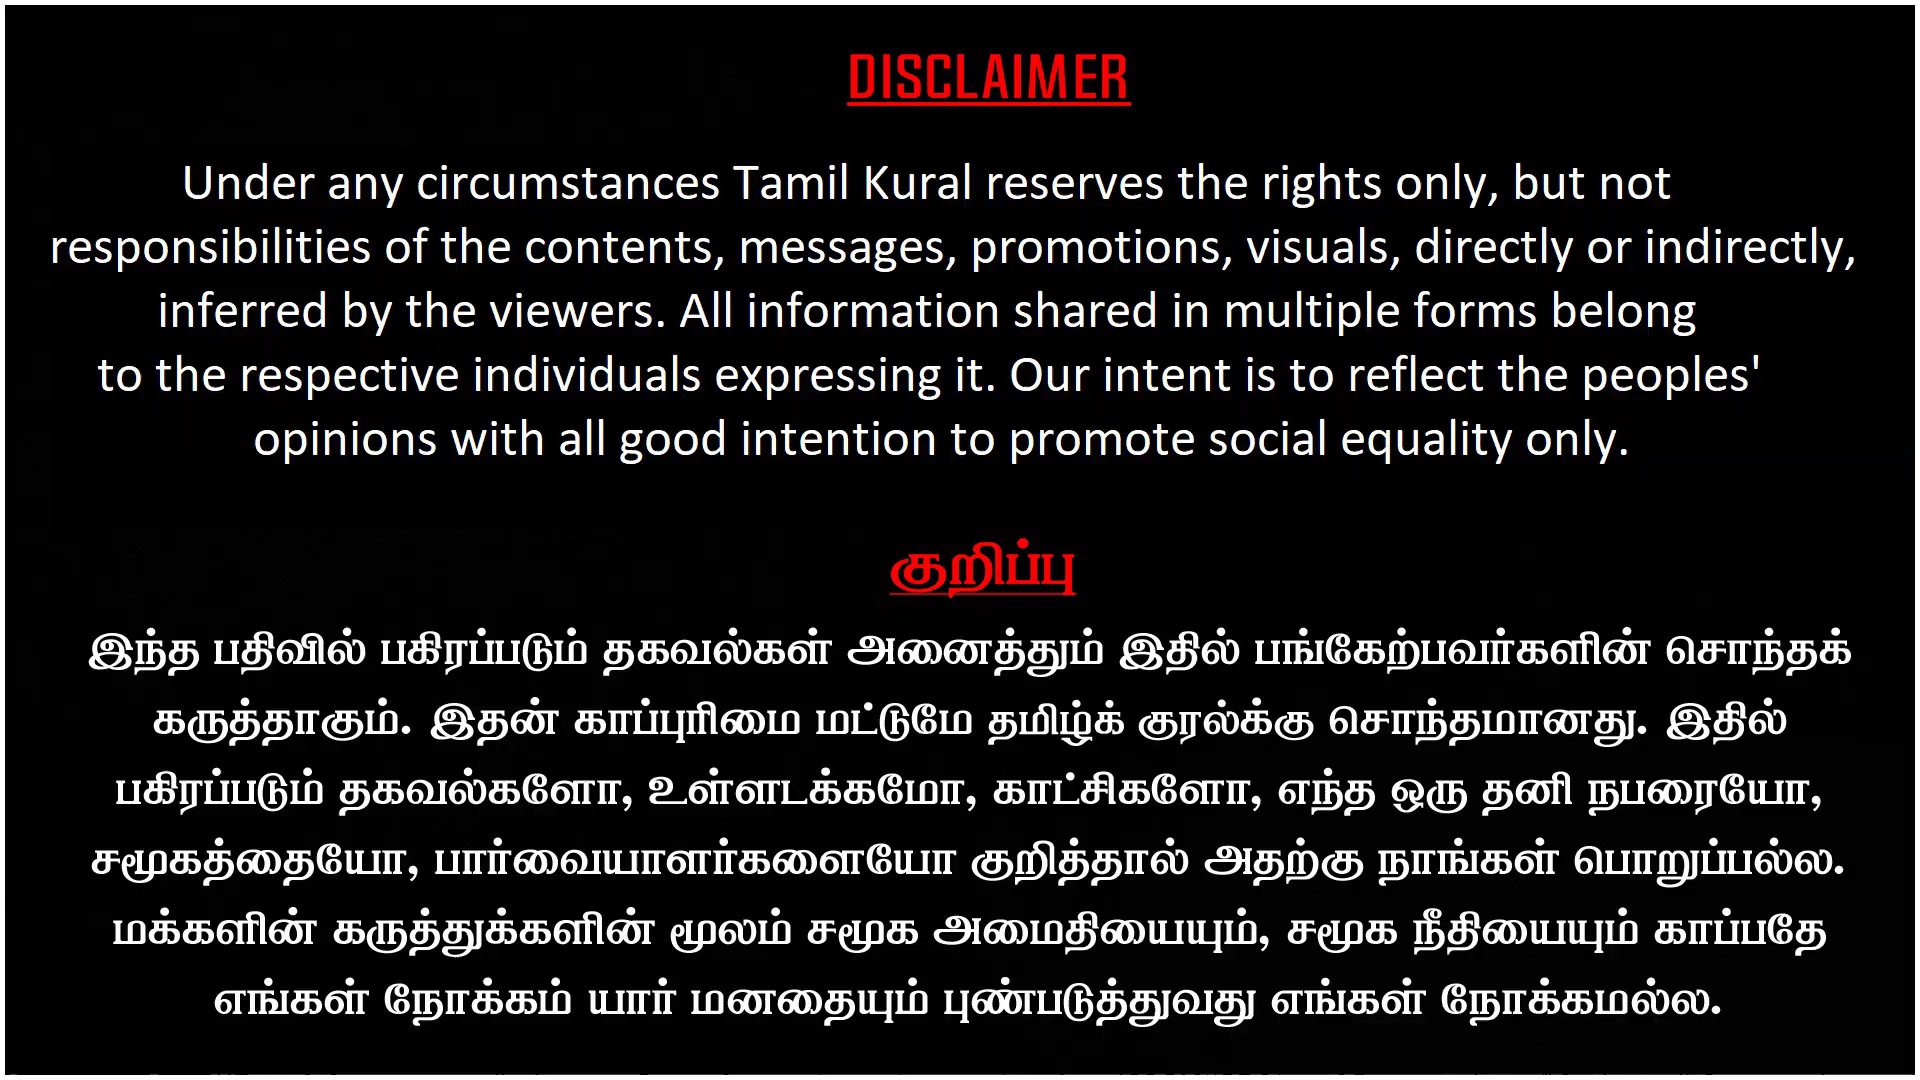 DISCLAIMER
Under any circumstances Tamil Kural reserves the rights only, but not
responsibilities of the contents, messages, promotions, visuals, directly or indirectly,
inferred by the viewers. All information shared in multiple forms belong
to the respective individuals expressing it. Our intent is to reflect the peoples'
opinions with all good intention to promote social equality only.
குறிப்பு
இந்த பதிவில் பகிரப்படும் தகவல்கள் அனைத்தும் இதில் பங்கேற்பவர்களின் சொந்தக்
கருத்தாகும். இதன் காப்புரிமை மட்டுமே தமிழ்க் குரல்க்கு சொந்தமானது. இதில்
பகிரப்படும் தகவல்களோ, உள்ளடக்கமோ, காட்சிகளோ, எந்த ஒரு தனி நபரையோ,
சமூகத்தையோ, பார்வையாளர்களையோ குறித்தால் அதற்கு நாங்கள் பொறுப்பல்ல.
மக்களின் கருத்துக்களின் மூலம் சமூக அமைதியையும், சமூக நீதியையும் காப்பதே
எங்கள் நோக்கம் யார் மனதையும் புண்படுத்துவது எங்கள் நோக்கமல்ல.